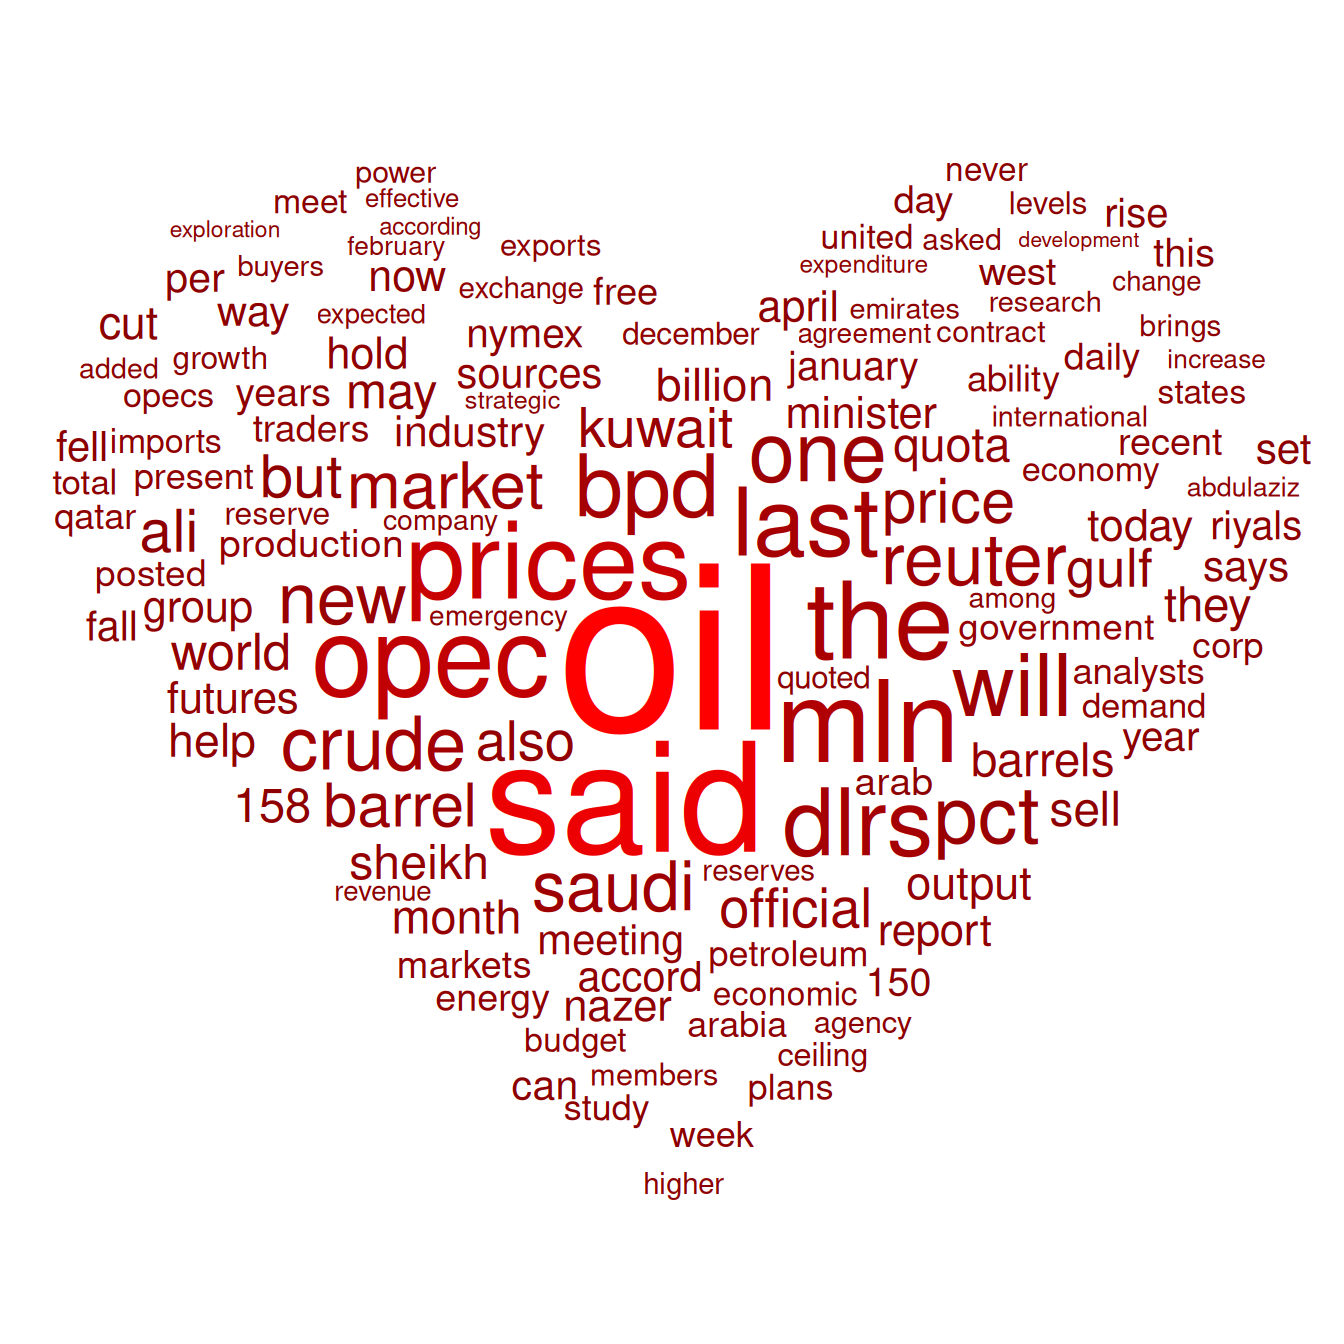 power never
meet effective day levels rise
exploration according united asked development this
february exports expenditure west change
per buyers now exchange free april emirates research
cut way expected nymex december agreement contract brings
added growth hold sources billion january ability daily increase
opecs years may strategic minister international states
fell imports traders industry kuwait one quota recent set
total present but market bpd last price economy abdulaziz
qatar ali reserve company today riyals
production prices reuter gulf says
posted new emergency oil the among they
fall group government corp
world opec quoted will analysts
futures mln demand
help crude also said barrels year
158 barrel arab dlrs pct sell
sheikh saudi reserves output
revenue month official report
markets meeting petroleum
energy accord economic 150
nazer arabia agency
budget ceiling
can members plans
study
week
higher